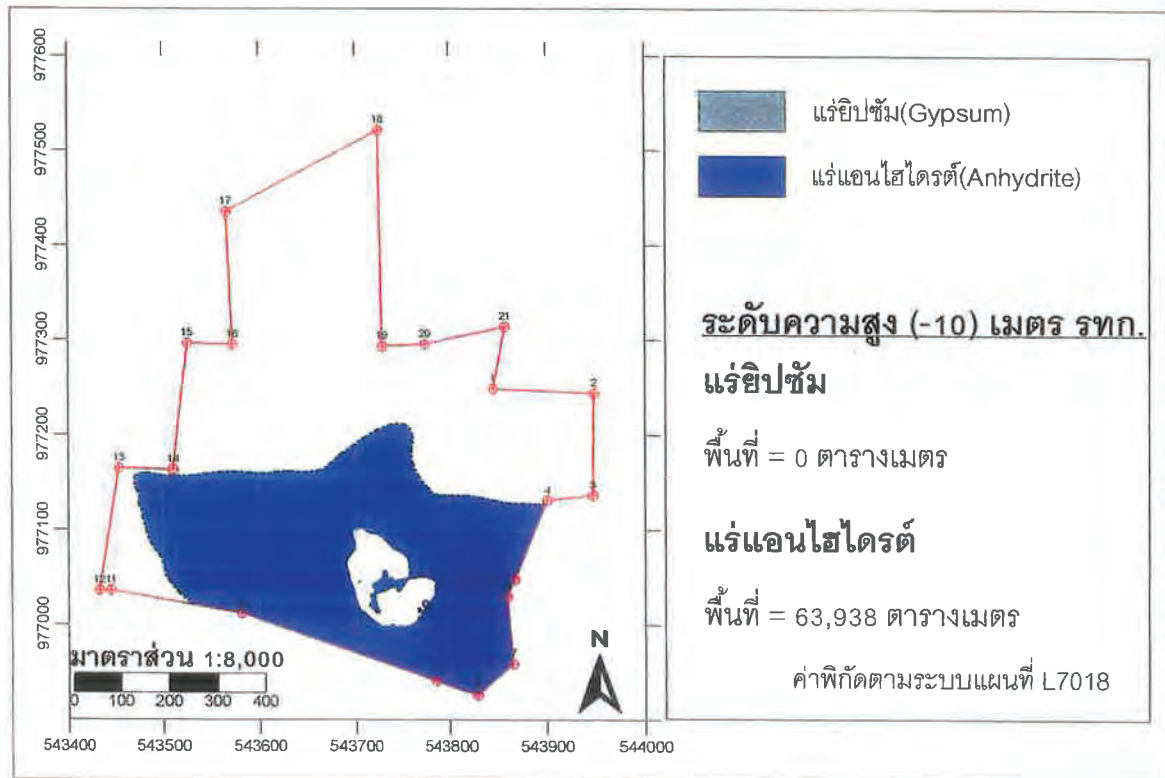 977600
977500
977400
977300
977200
977100
977000
18
17
15
16
19
20
21
1
2
3
4
13
14
12
11
มาตราส่วน 1:8,000
0 100 200 300 400
N
543400 543500 543600 543700 543800 543900 544000
แร่ยิปซัม(Gypsum)
แร่แอนไฮไดรต์(Anhydrite)
ระดับความสูง (-10) เมตร รทก.
แร่ยิปซัม
พื้นที่ = 0 ตารางเมตร
แร่แอนไฮไดรต์
พื้นที่ = 63,938 ตารางเมตร
ค่าพิกัดตามระบบแผนที่ L7018